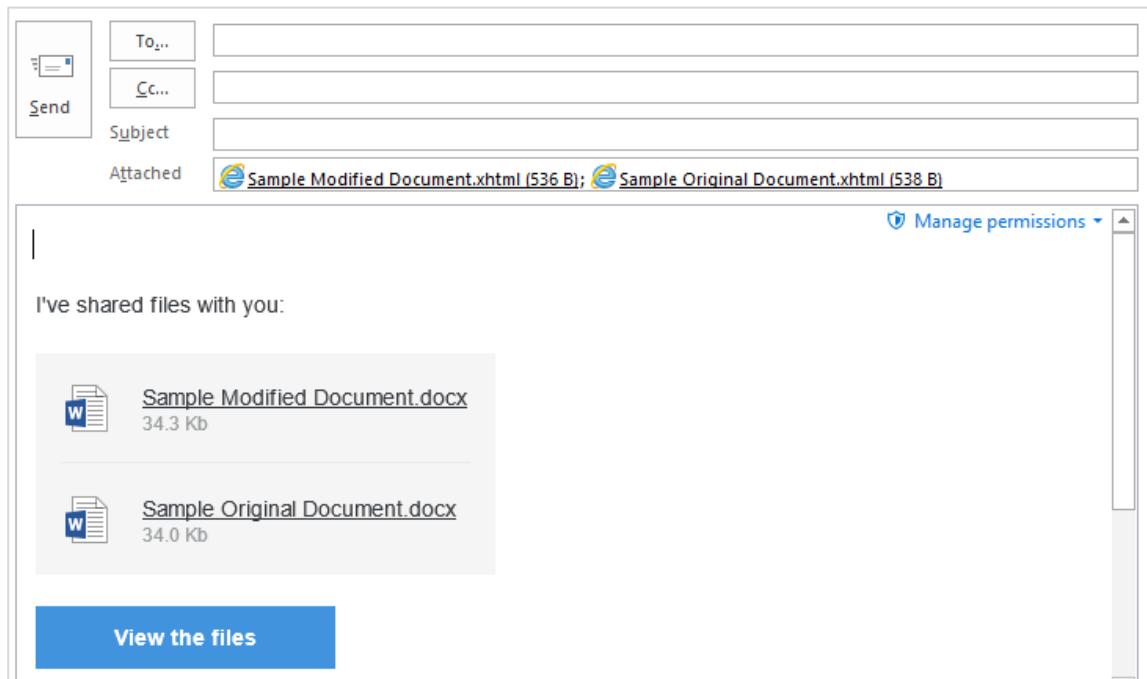 To...
Cc...
Send
Subject
Attached
Sample Modified Document.xhtml (536 B); Sample Original Document.xhtml (538 B)
Manage permissions
I've shared files with you:
W
Sample Modified Document.docx
34.3 Kb
W
Sample Original Document.docx
34.0 Kb
View the files